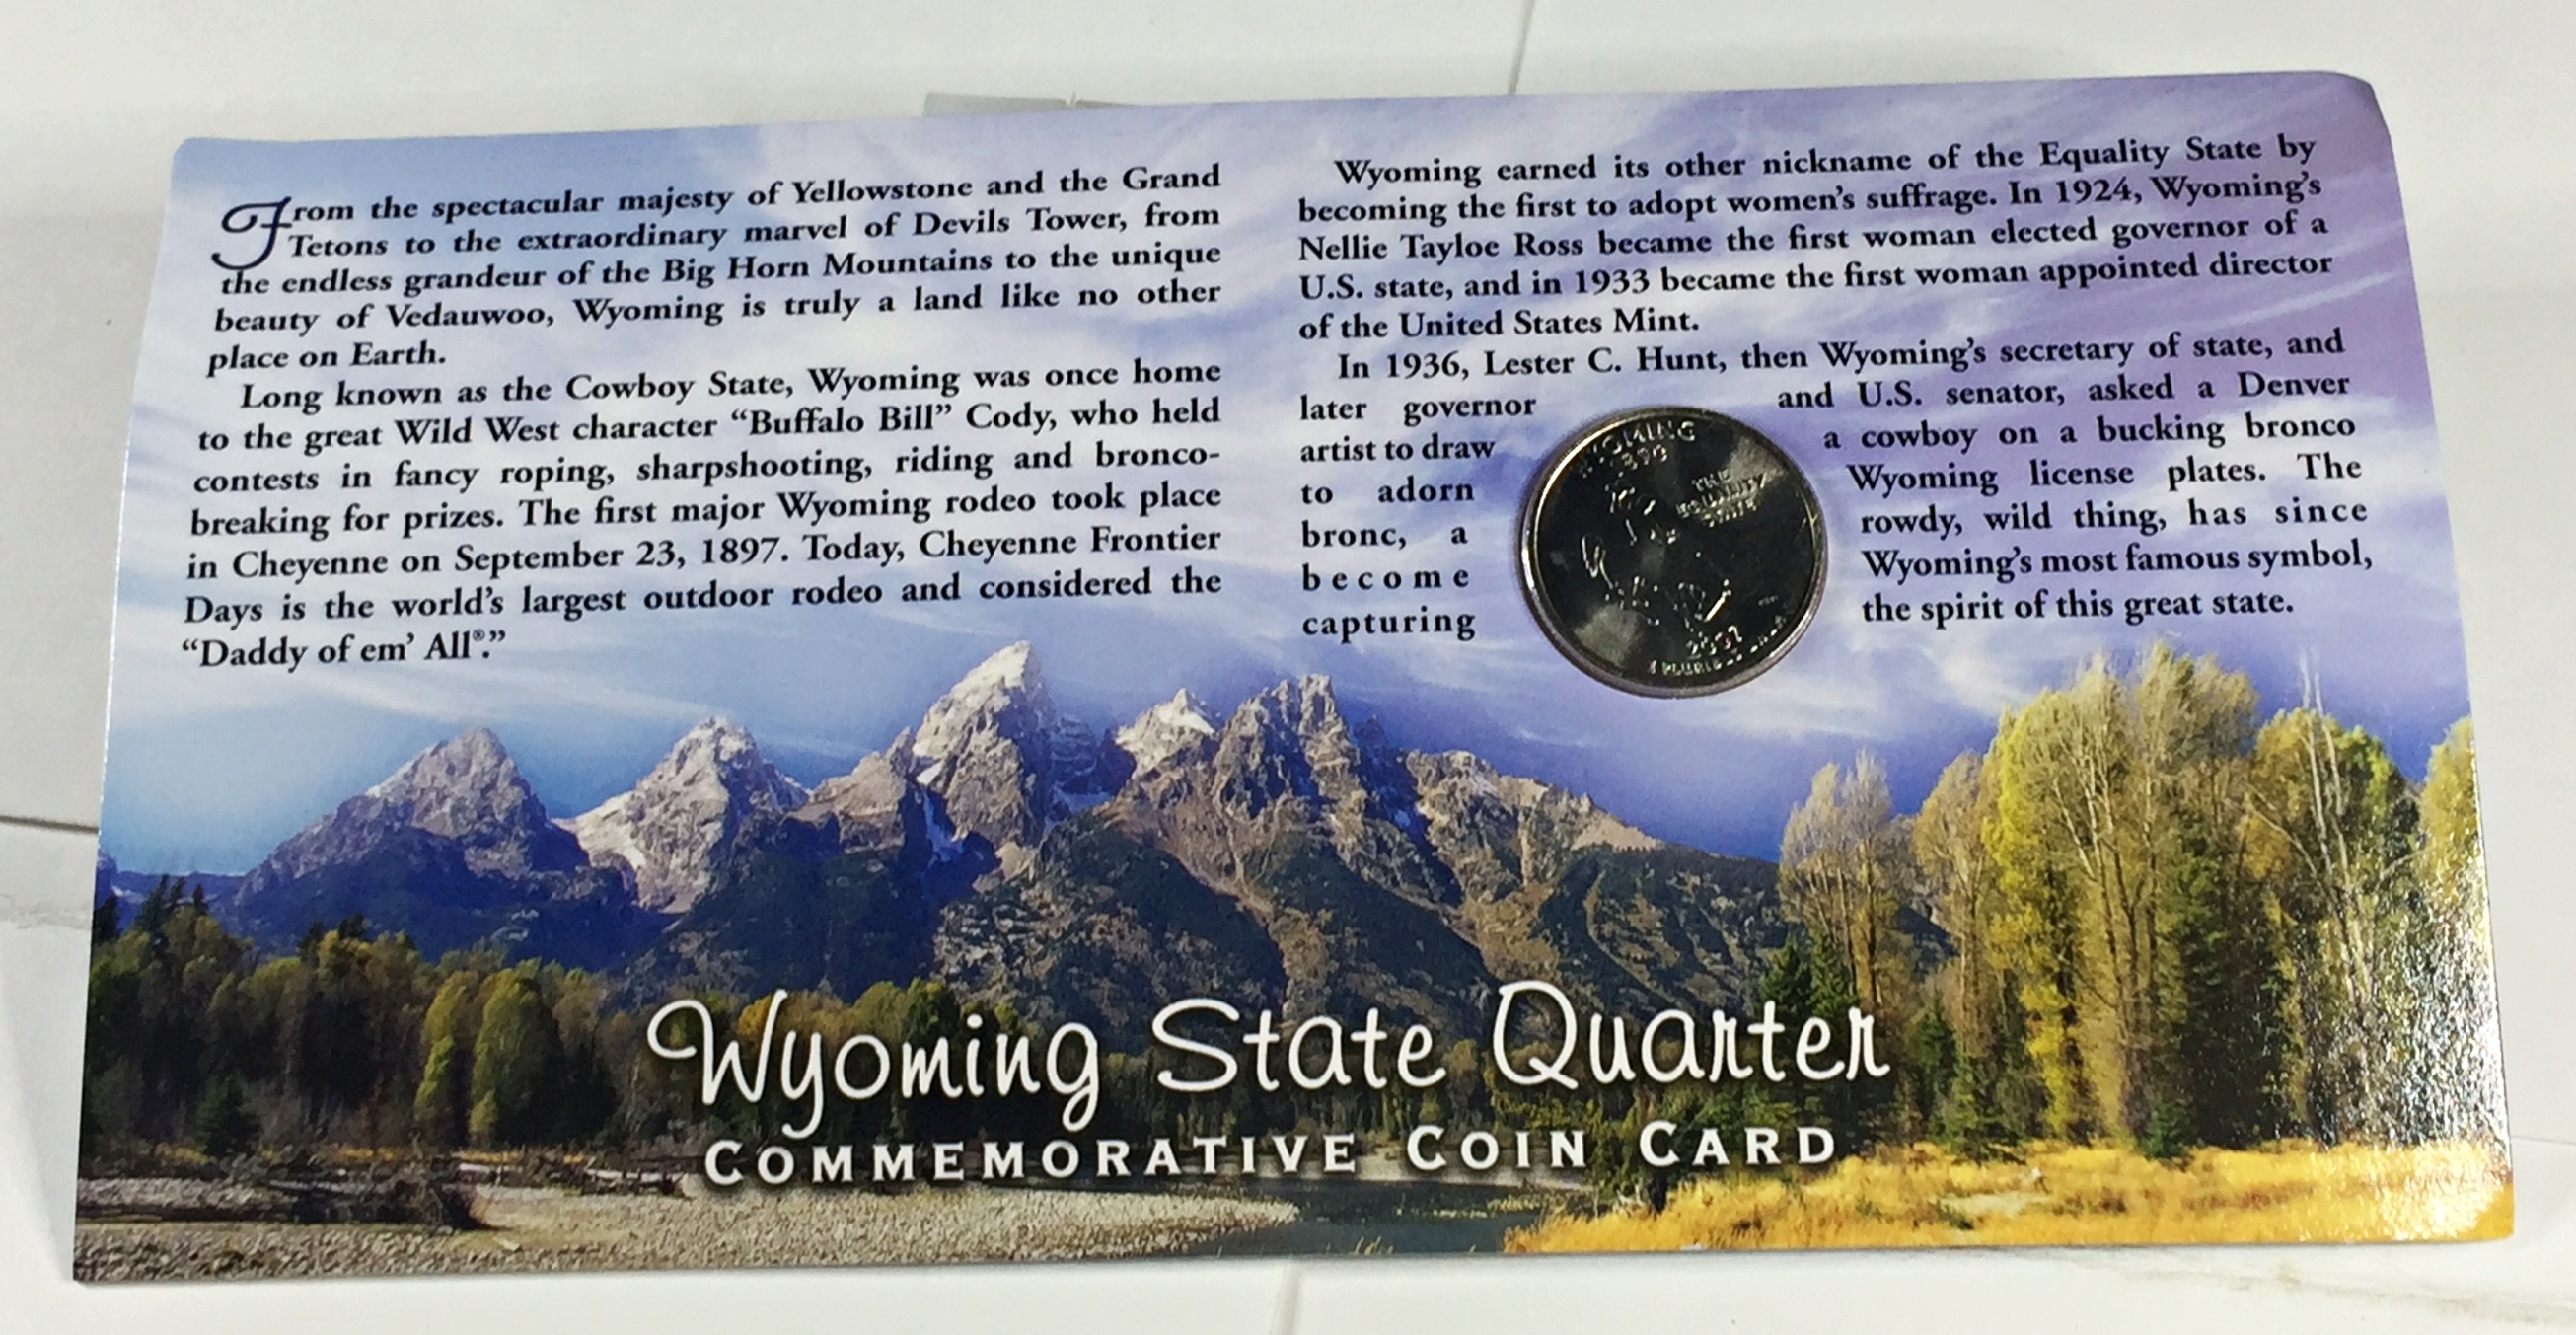 From the spectacular majesty of Yellowstone and the Grand
Tetons to the extraordinary marvel of Devils Tower, from
the endless grandeur of the Big Horn Mountains to the unique
beauty of Vedauwoo, Wyoming is truly a land like no other
place on Earth.
Long known as the Cowboy State, Wyoming was once home
to the great Wild West character “Buffalo Bill” Cody, who held
contests in fancy roping, sharpshooting, riding and bronco-
breaking for prizes. The first major Wyoming rodeo took place
in Cheyenne on September 23, 1897. Today, Cheyenne Frontier
Days is the world’s largest outdoor rodeo and considered the
“Daddy of em’ All®.”
Wyoming earned its other nickname of the Equality State by
becoming the first to adopt women’s suffrage. In 1924, Wyoming’s
Nellie Tayloe Ross became the first woman elected governor of a
U.S. state, and in 1933 became the first woman appointed director
of the United States Mint.
In 1936, Lester C. Hunt, then Wyoming’s secretary of state, and
later governor and U.S. senator, asked a Denver
artist to draw a cowboy on a bucking bronco
to adorn Wyoming license plates. The
bronc, a rowdy, wild thing, has since
become Wyoming’s most famous symbol,
capturing the spirit of this great state.
WYOMING
1890
THE
EQUALITY
STATE
2007
E PLURIBUS UNUM
Wyoming State Quarter
COMMEMORATIVE COIN CARD